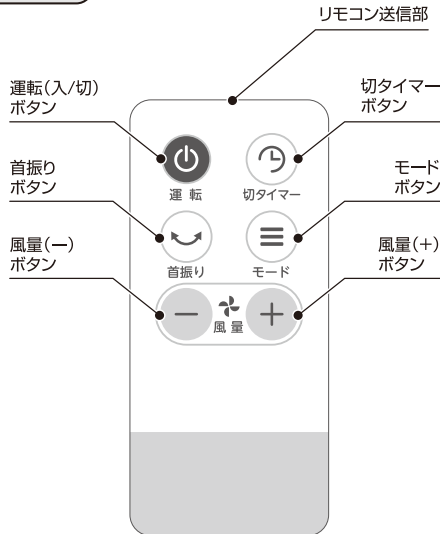 リモコン送信部
運転(入/切)
ボタン
切タイマー
ボタン
首振り
ボタン
モード
ボタン
風量(―)
ボタン
風量(+)
ボタン
運 転
切タイマー
首振り
モード
風 量